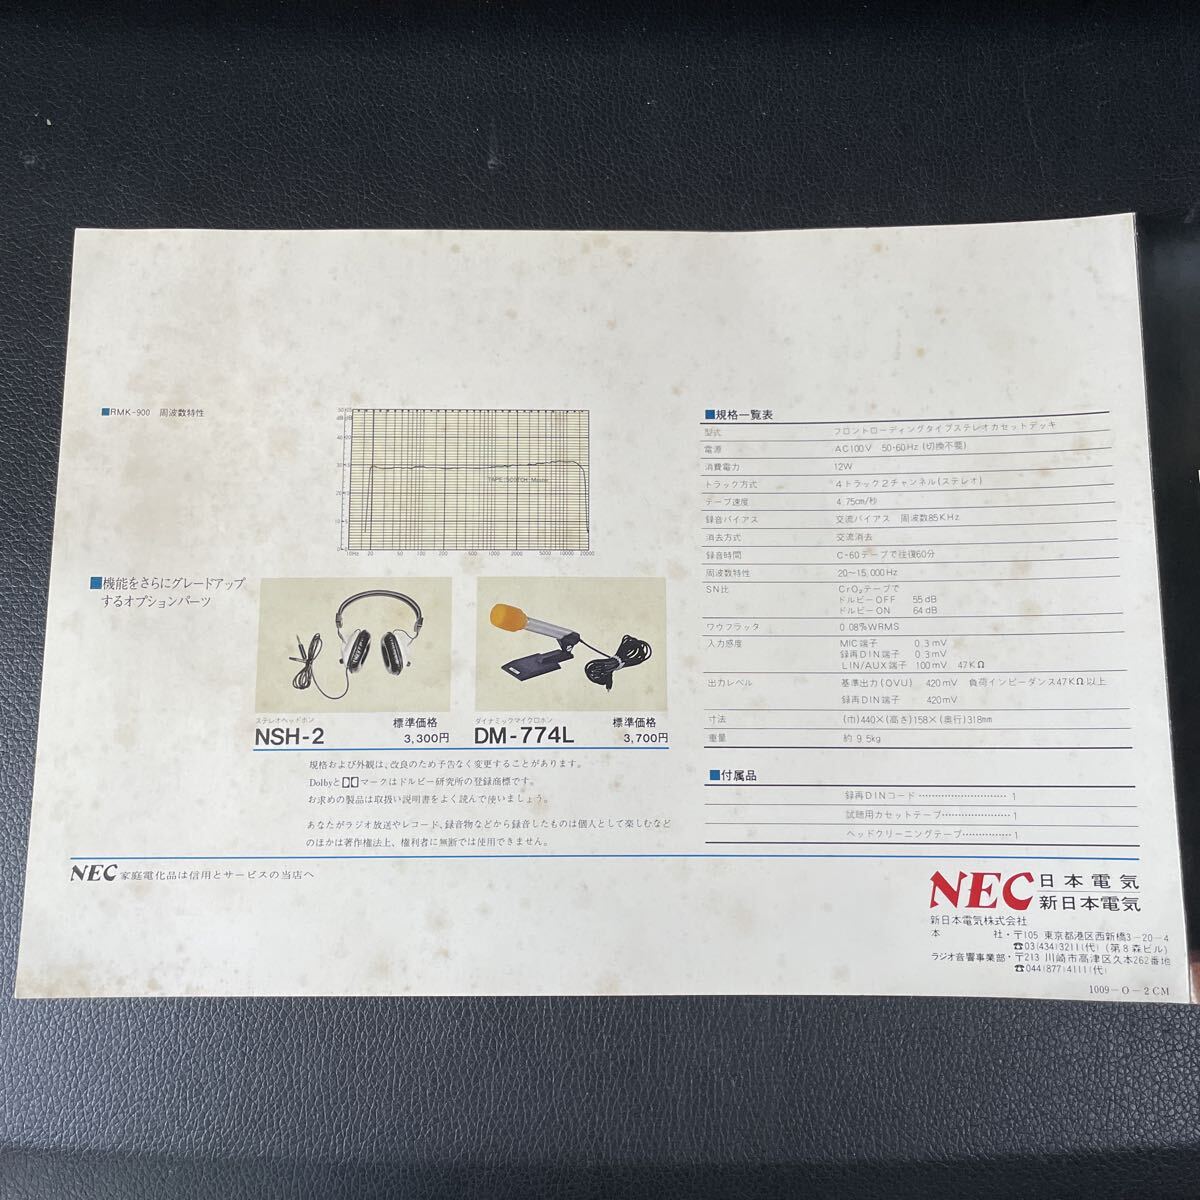 ■RMK-900 周波数特性
TAPE: SCOTCH
10Hz 20 50 100 200 500 1000 2000 5000 10000 20000
■機能をさらにグレードアップ
するオプションパーツ
ステレオヘッドホン
NSH-2
標準価格
3,300円
ダイナミックマイクロホン
DM-774L
標準価格
3,700円
規格および外観は、改良のため予告なく変更することがあります。
Dolbyと マークはドルビー研究所の登録商標です。
お求めの製品は取扱い説明書をよく読んで使いましょう。
あなたがラジオ放送やレコード、録音物などから録音したものは個人として楽しむなど
のほかは著作権法上、権利者に無断では使用できません。
■規格一覧表
型式 フロントローディングタイプステレオカセットデッキ
電源 AC100V 50・60Hz(切換不要)
消費電力 12W
トラック方式 4トラック2チャンネル(ステレオ)
テープ速度 4.75cm/秒
録音バイアス 交流バイアス 周波数85KHz
消去方式 交流消去
録音時間 C-60テープで往復60分
周波数特性 20〜15,000Hz
SN比 CrO₂テープで
ドルビーOFF 55dB
ドルビーON 64dB
ワウフラッタ 0.08%WRMS
入力感度 MIC端子 0.3mV
録再DIN端子 0.3mV
LIN/AUX端子 100mV 47KΩ
出力レベル 基準出力(OVU) 420mV 負荷インピーダンス47KΩ以上
録再DIN端子 420mV
寸法 (巾)440×(高さ)158×(奥行)318mm
重量 約9.5kg
■付属品
録再DINコード…………………………1
試聴用カセットテープ…………………1
ヘッドクリーニングテープ……………1
NEC 家庭電化品は信用とサービスの当店へ
NEC 日本電気
新日本電気
新日本電気株式会社
本 社・〒105 東京都港区西新橋3-20-4
☎03(434)3211(代)(第8森ビル)
ラジオ音響事業部・〒213 川崎市高津区久本262番地
☎044(877)4111(代)
1009-O-2CM